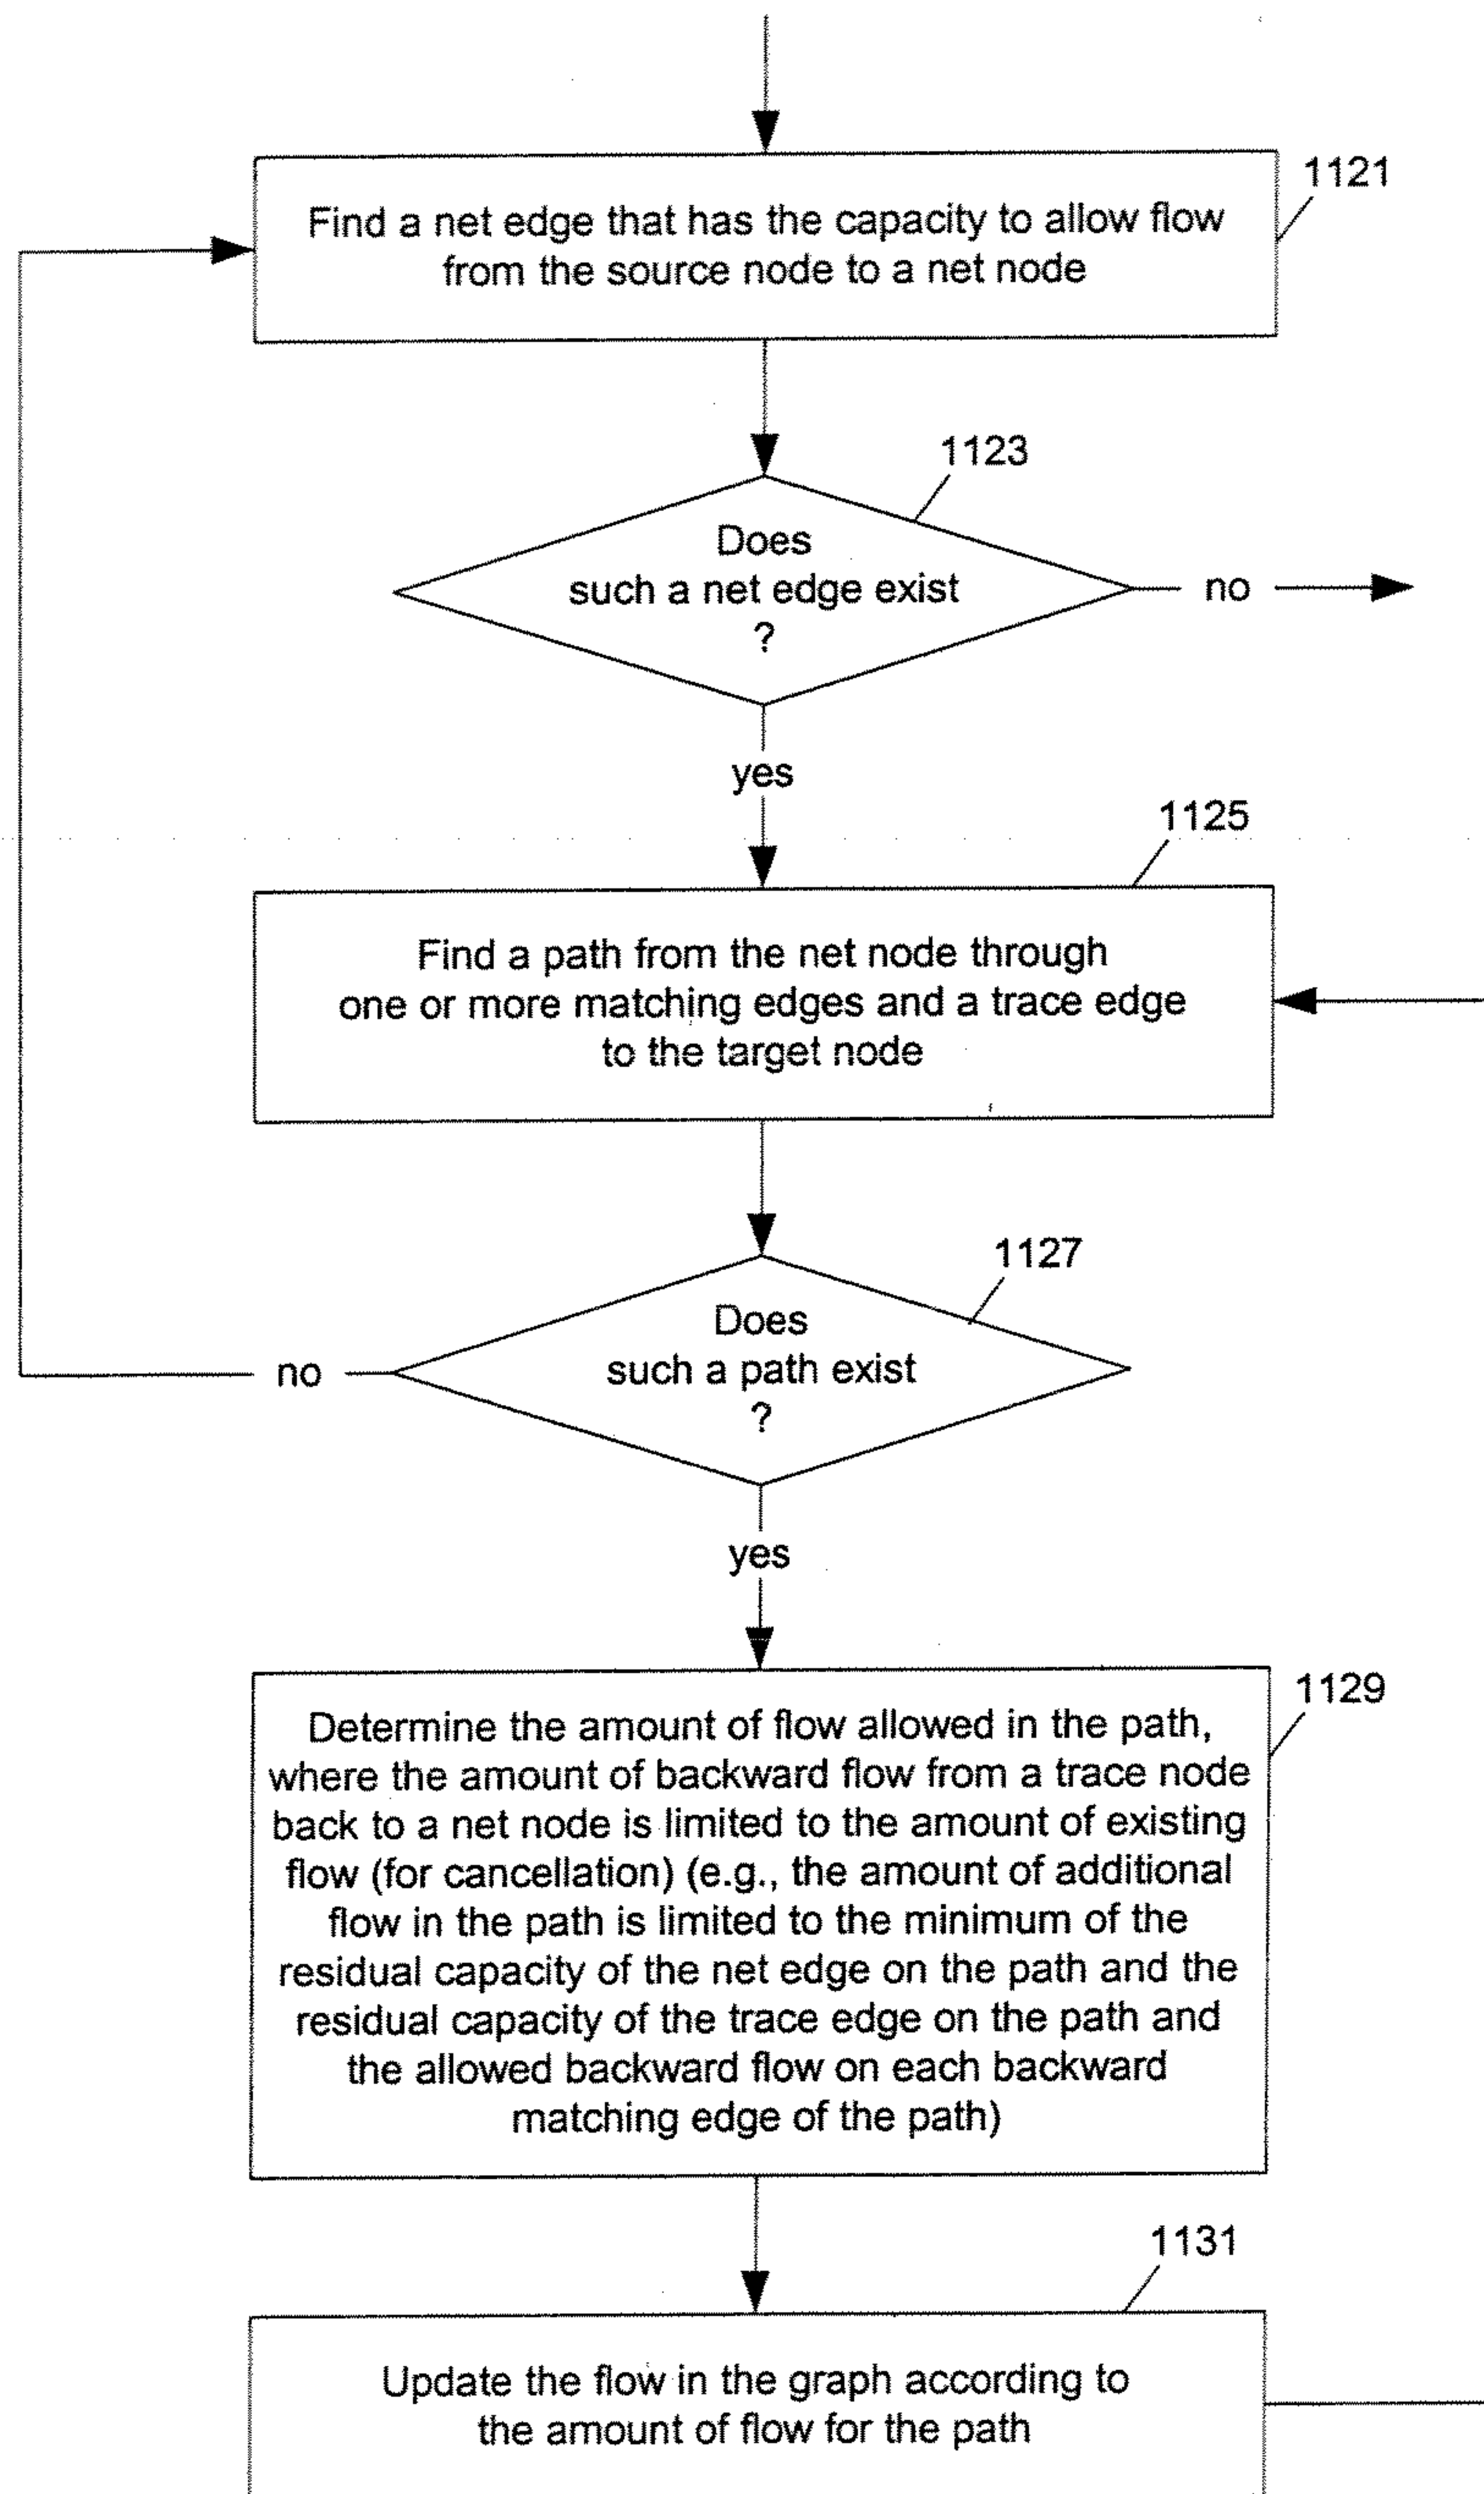 1121
Find a net edge that has the capacity to allow flow
from the source node to a net node
1123
Does
such a net edge exist
?
no
yes
1125
Find a path from the net node through
one or more matching edges and a trace edge
to the target node
1127
Does
such a path exist
?
no
yes
1129
Determine the amount of flow allowed in the path,
where the amount of backward flow from a trace node
back to a net node is limited to the amount of existing
flow (for cancellation) (e.g., the amount of additional
flow in the path is limited to the minimum of the
residual capacity of the net edge on the path and the
residual capacity of the trace edge on the path and
the allowed backward flow on each backward
matching edge of the path)
1131
Update the flow in the graph according to
the amount of flow for the path